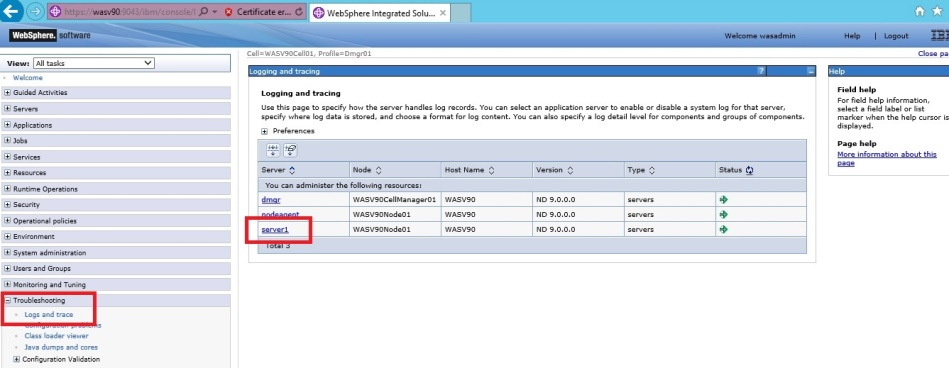 https://wasv90:9043/ibm/console/l
Certificate er...
WebSphere Integrated Solu...
WebSphere. software
Welcome wasadmin
Help | Logout
View: All tasks
Cell=WASV90Cell01, Profile=Dmgr01
Close pa
Welcome
Guided Activities
Servers
Applications
Jobs
Services
Resources
Runtime Operations
Security
Operational policies
Environment
System administration
Users and Groups
Monitoring and Tuning
Troubleshooting
Logs and trace
Configuration problems
Class loader viewer
Java dumps and cores
Configuration Validation
Logging and tracing
Logging and tracing
Use this page to specify how the server handles log records. You can select an application server to enable or disable a system log for that server,
specify where log data is stored, and choose a format for log content. You can also specify a log detail level for components and groups of components.
Preferences
Server Node Host Name Version Type Status
You can administer the following resources:
dmgr WASV90CellManager01 WASV90 ND 9.0.0.0 servers
nodeagent WASV90Node01 WASV90 ND 9.0.0.0 servers
server1 WASV90Node01 WASV90 ND 9.0.0.0 servers
Total 3
Help
Field help
For field help information,
select a field label or list
marker when the help cursor is
displayed.
Page help
More information about this
page